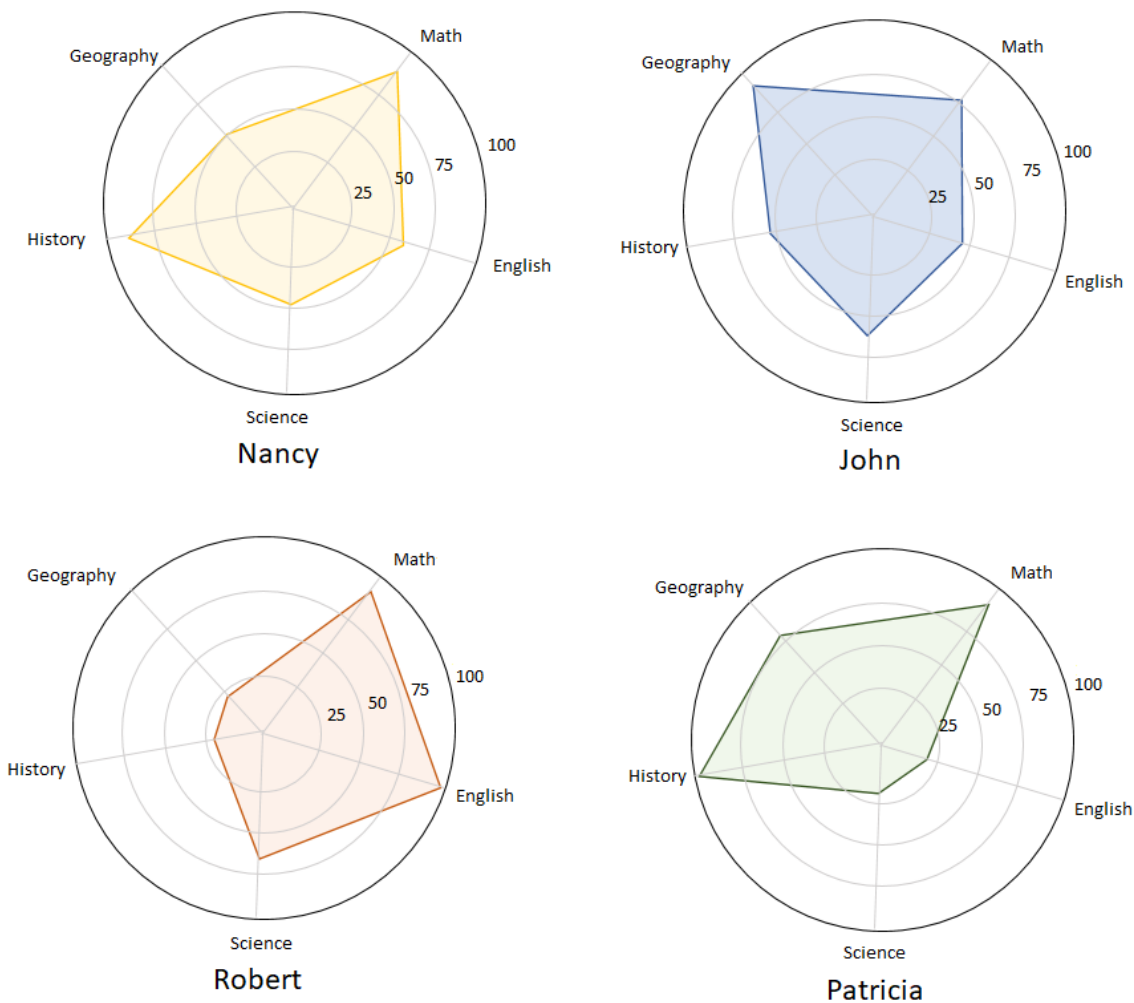 Math
Geography
100
75
50
25
History
English
Science
Nancy
Math
Geography
100
75
50
25
History
English
Science
John
Math
Geography
100
75
50
25
History
English
Science
Robert
Math
Geography
100
75
50
25
History
English
Science
Patricia